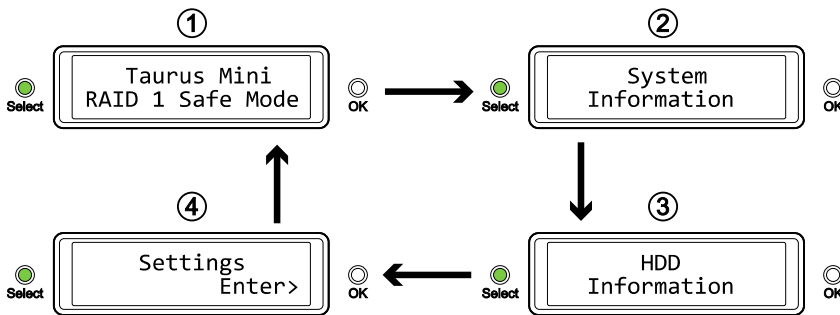 ①
Taurus Mini
RAID 1 Safe Mode
Select
OK
②
System
Information
Select
OK
③
HDD
Information
Select
OK
④
Settings
Enter>
Select
OK